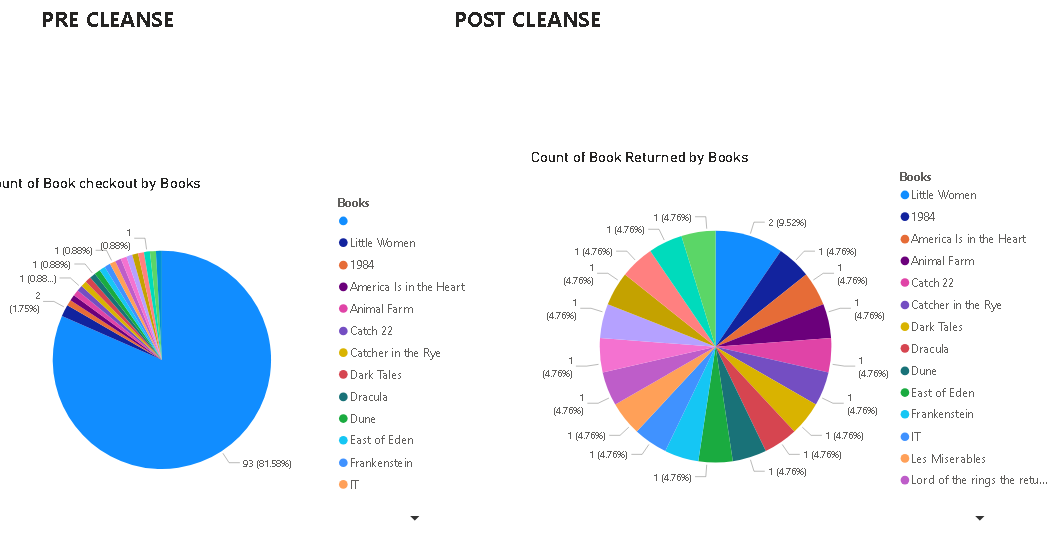 PRE CLEANSE
POST CLEANSE
ount of Book checkout by Books
Books
Little Women
1984
America Is in the Heart
Animal Farm
Catch 22
Catcher in the Rye
Dark Tales
Dracula
Dune
East of Eden
Frankenstein
IT
1
(0.88%)
1 (0.88%)
1 (0.88%)
1 (0.88...)
2
(1.75%)
93 (81.58%)
Count of Book Returned by Books
2 (9.52%)
1 (4.76%)
1
(4.76%)
1
(4.76%)
1
(4.76%)
1
(4.76%)
1 (4.76%)
1 (4.76%)
1 (4.76%)
1 (4.76%)
1 (4.76%)
1 (4.76%)
1
(4.76%)
1
(4.76%)
1
(4.76%)
1
(4.76%)
1 (4.76%)
1 (4.76%)
1 (4.76%)
Books
Little Women
1984
America Is in the Heart
Animal Farm
Catch 22
Catcher in the Rye
Dark Tales
Dracula
Dune
East of Eden
Frankenstein
IT
Les Miserables
Lord of the rings the retu...